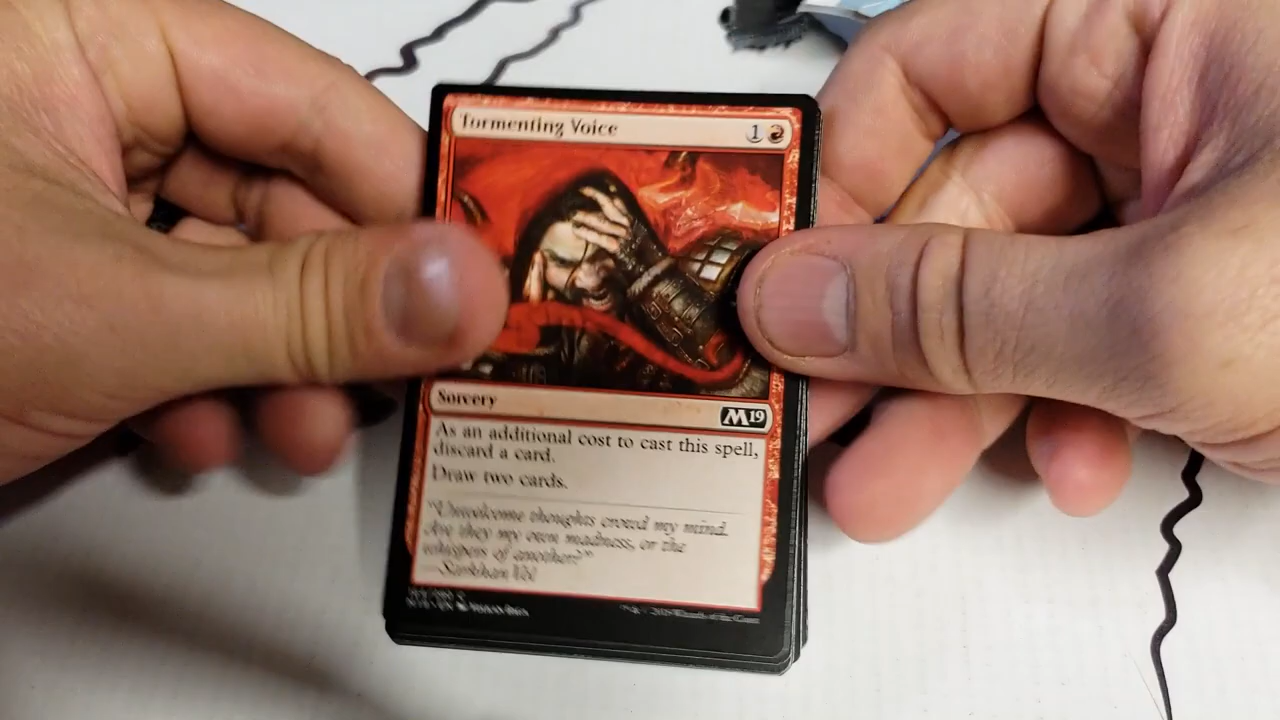 Tormenting Voice 1
Sorcery
M19
As an additional cost to cast this spell,
discard a card.
Draw two cards.
"Unwelcome thoughts crowd my mind.
Are they my own madness, or the
whispers of another?"
—Sarkhan Vol